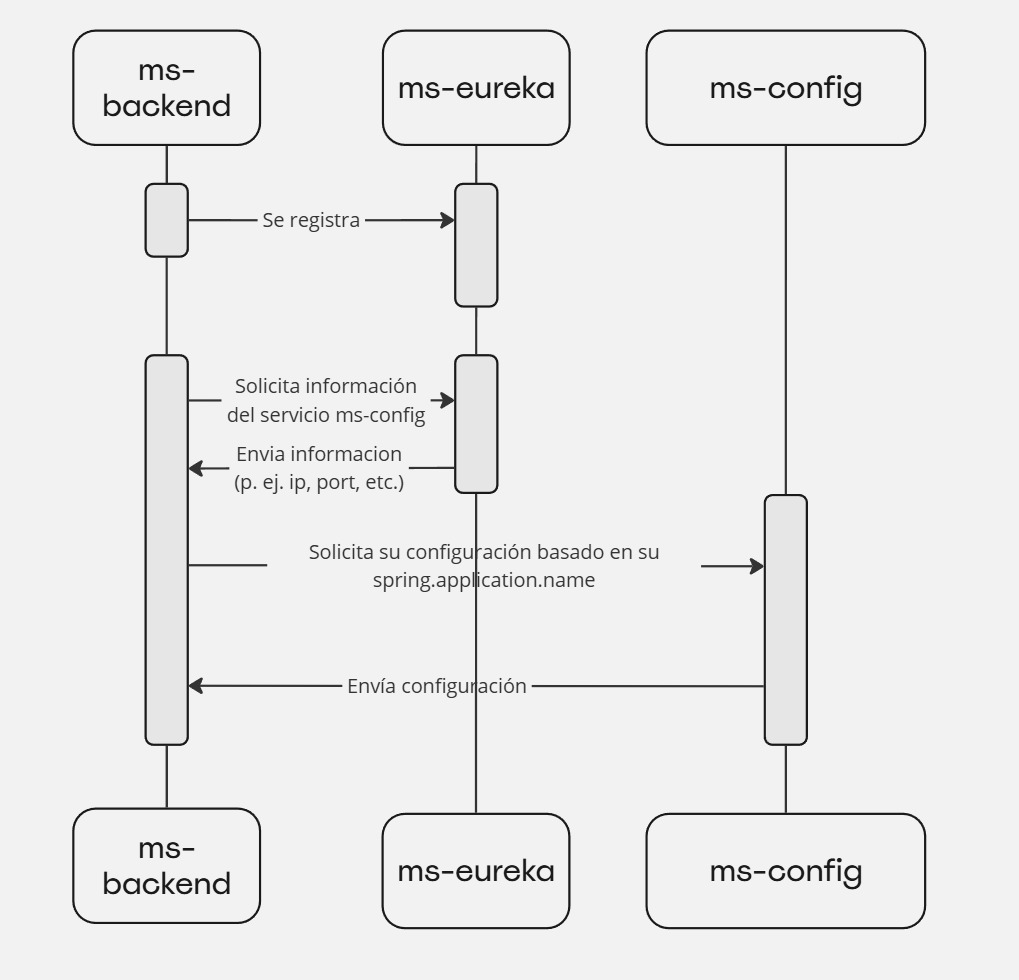 ms-
backend
ms-eureka
ms-config
Se registra
Solicita información
del servicio ms-config
Envia informacion
(p. ej. ip, port, etc.)
Solicita su configuración basado en su
spring.application.name
Envía configuración
ms-
backend
ms-eureka
ms-config